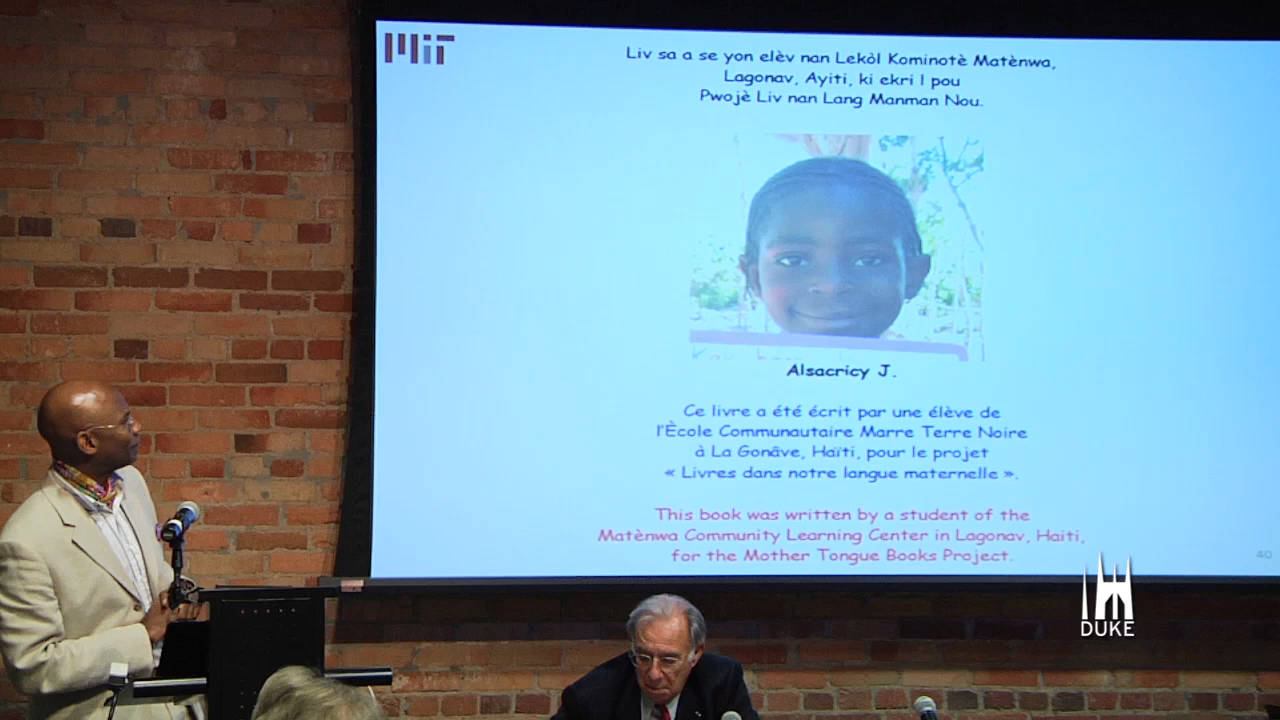 MIT
Liv sa a se yon elèv nan Lekòl Kominotè Matènwa,
Lagonav, Ayiti, ki ekri l pou
Pwojè Liv nan Lang Manman Nou.
Alsacricy J.
Ce livre a été écrit par une élève de
l'Ècole Communautaire Marre Terre Noire
à La Gonâve, Haïti, pour le projet
« Livres dans notre langue maternelle ».
This book was written by a student of the
Matènwa Community Learning Center in Lagonav, Haiti,
for the Mother Tongue Books Project.
40
DUKE